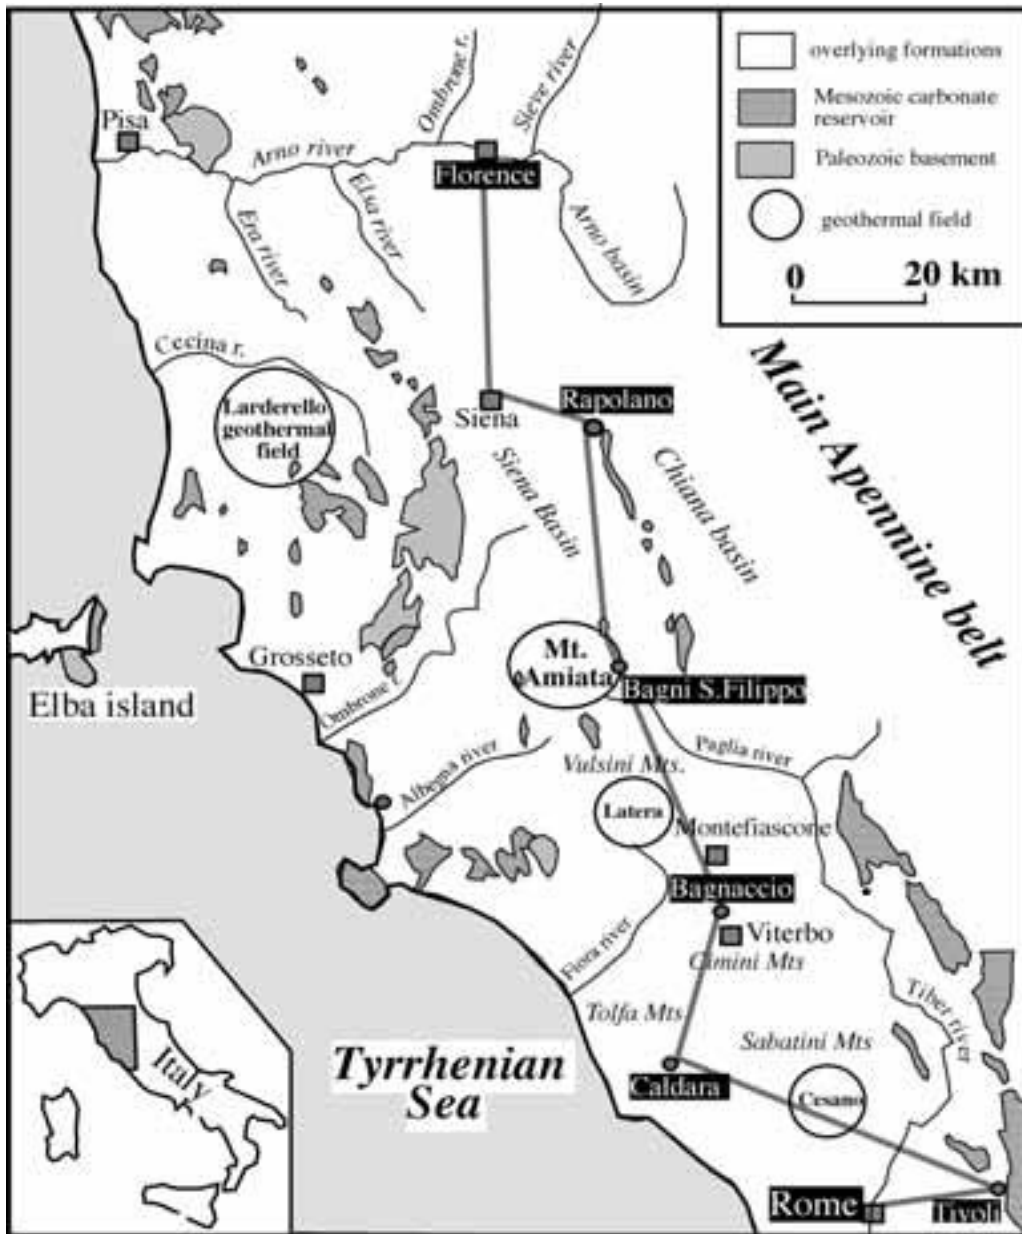 overlying formations
Mesozoic carbonate
reservoir
Paleozoic basement
geothermal field
0 20 km
Ombrone r.
Sieve river
Pisa
Arno river
Florence
Elsa river
Era river
Arno basin
Cecina r.
Main Apennine belt
Larderello
geothermal
field
Siena
Rapolano
Siena Basin
Chiana basin
Grosseto
Mt.
Amiata
Bagni S.Filippo
Elba island
Ombrone r.
Albegna river
Paglia river
Vulsini Mts.
Latera
Montefiascone
Bagnaccio
Viterbo
Cimini Mts
Fiora river
Tolfa Mts
Tiber river
Sabatini Mts
Tyrrhenian
Sea
Caldara
Cesano
Italy
Rome
Tivoli